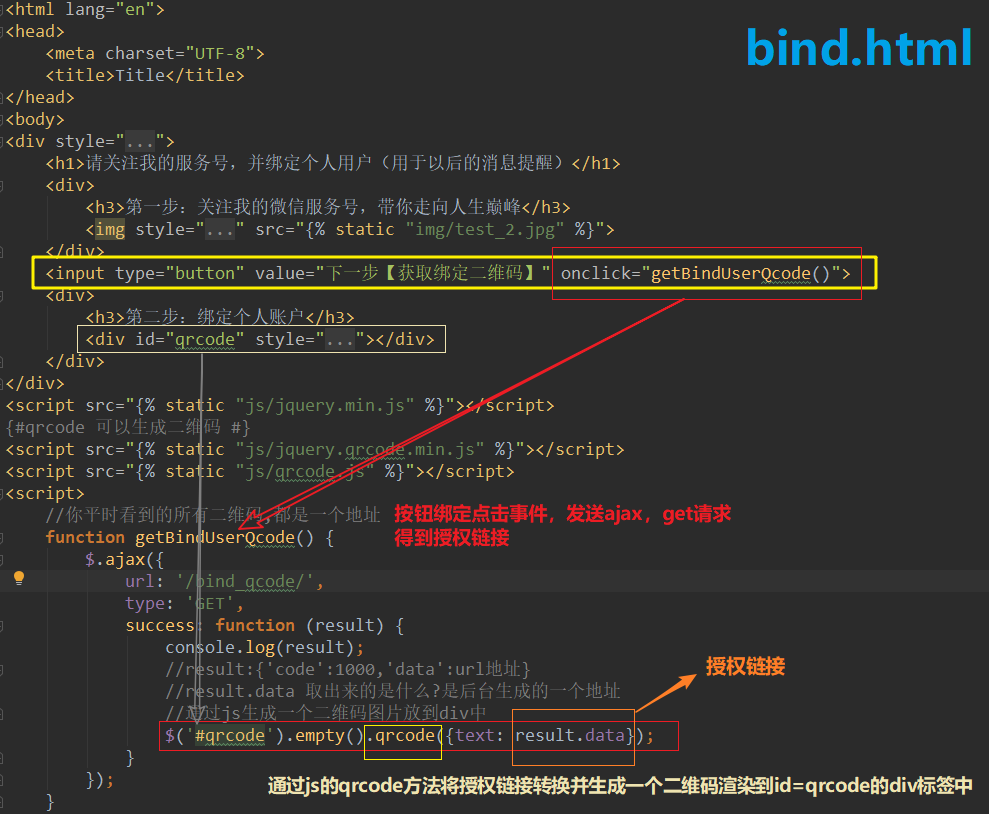 <html lang="en">
<head>
<meta charset="UTF-8">
<title>Title</title>
bind.html
</head>
<body>
<div style="...">
<h1>请关注我的服务号，并绑定个人用户（用于以后的消息提醒）</h1>
<div>
<h3>第一步：关注我的微信服务号，带你走向人生巅峰</h3>
<img style="..." src="{% static "img/test_2.jpg" %}">
</div>
<input type="button" value="下一步【获取绑定二维码】" onclick="getBindUserQcode()">
<div>
<h3>第二步：绑定个人账户</h3>
<div id="qrcode" style="..."></div>
</div>
</div>
<script src="{% static "js/jquery.min.js" %}"></script>
{#qrcode 可以生成二维码 #}
<script src="{% static "js/jquery.qrcode.min.js" %}"></script>
<script src="{% static "js/qrcode.js" %}"></script>
<script>
//你平时看到的所有二维码,都是一个地址
按钮绑定点击事件，发送ajax，get请求
得到授权链接
function getBindUserQcode() {
$.ajax({
url: '/bind_qcode/',
type: 'GET',
success: function (result) {
console.log(result);
//result:{'code':1000,'data':url地址}
授权链接
//result.data 取出来的是什么?是后台生成的一个地址
//通过js生成一个二维码图片放到div中
$('#qrcode').empty().qrcode({text: result.data});
}
});
通过js的qrcode方法将授权链接转换并生成一个二维码渲染到id=qrcode的div标签中
}